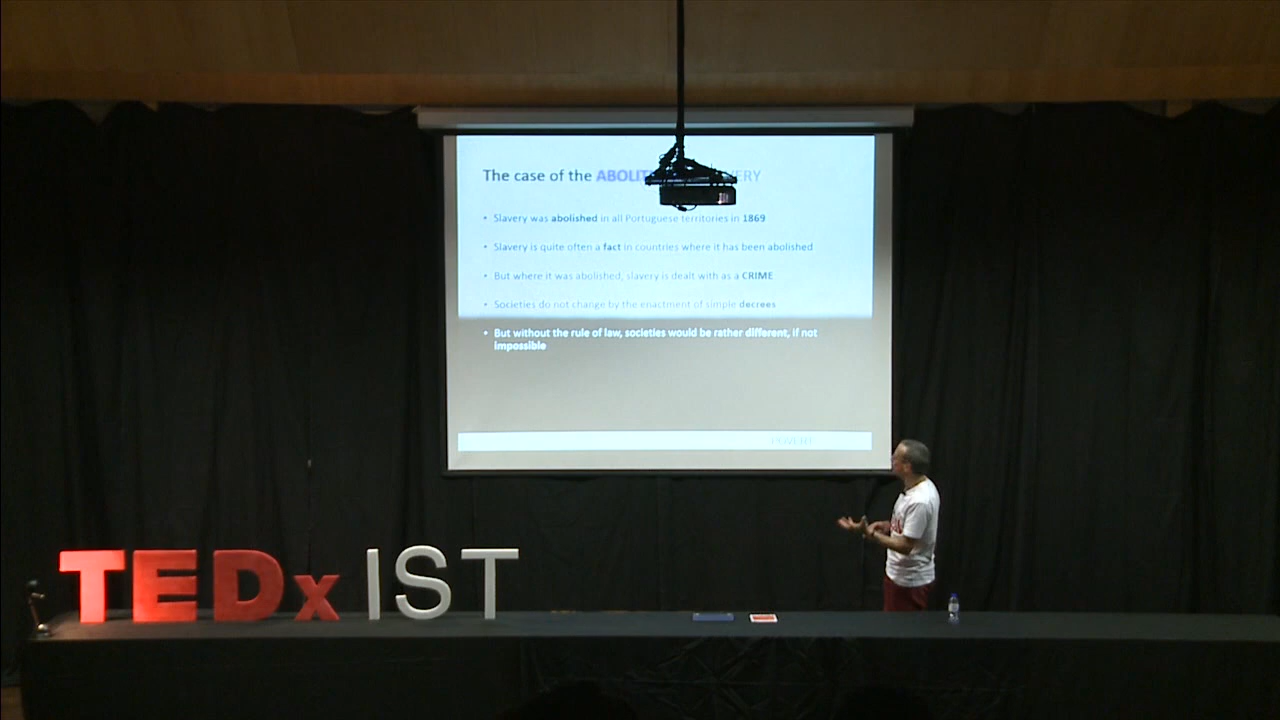 The case of the ABOLIT VERY
• Slavery was abolished in all Portuguese territories in 1869
• Slavery is quite often a fact in countries where it has been abolished
• But where it was abolished, slavery is dealt with as a CRIME
• Societies do not change by the enactment of simple decrees
• But without the rule of law, societies would be rather different, if not
impossible
TEDx IST